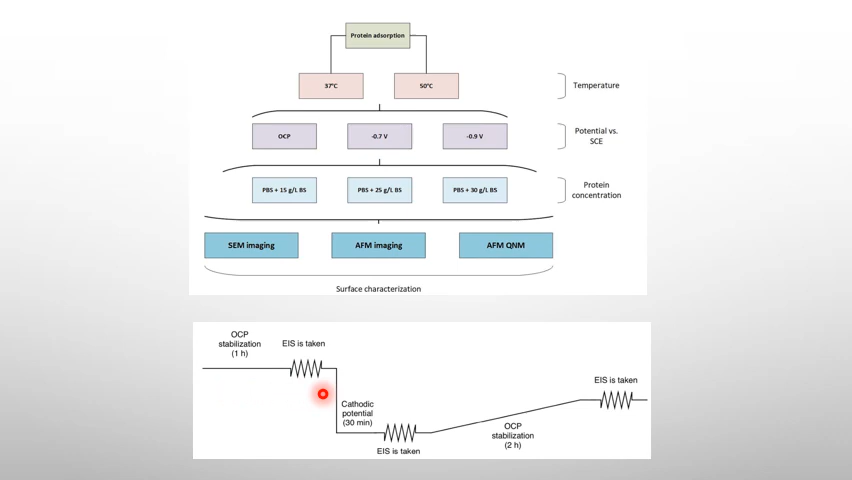 Protein adsorption
37°C
50°C
Temperature
OCP
-0.7 V
-0.9 V
Potential vs.
SCE
PBS + 15 g/L BS
PBS + 25 g/L BS
PBS + 30 g/L BS
Protein
concentration
SEM imaging
AFM imaging
AFM QNM
Surface characterization
OCP
stabilization
(1 h)
EIS is taken
Cathodic
potential
(30 min)
EIS is taken
OCP
stabilization
(2 h)
EIS is taken